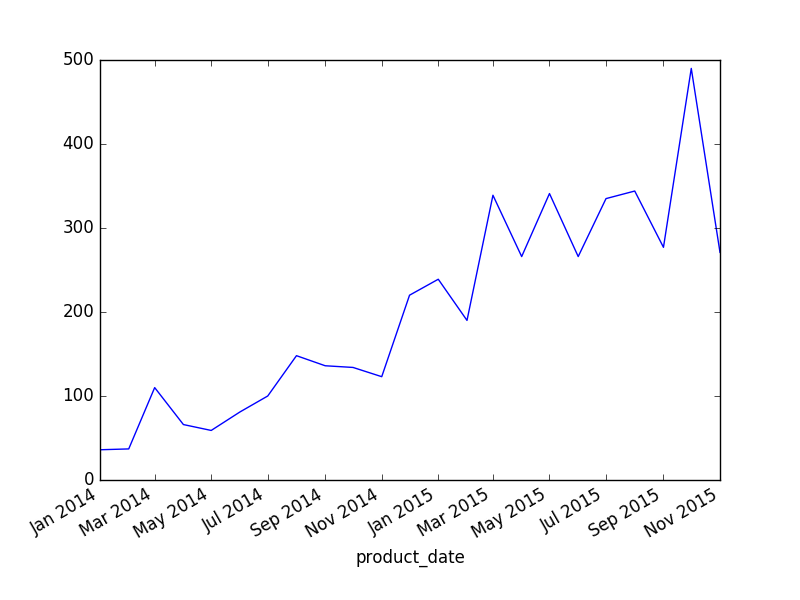 500
400
300
200
100
0
Jan 2014
Mar 2014
May 2014
Jul 2014
Sep 2014
Nov 2014
Jan 2015
Mar 2015
May 2015
Jul 2015
Sep 2015
Nov 2015
product_date